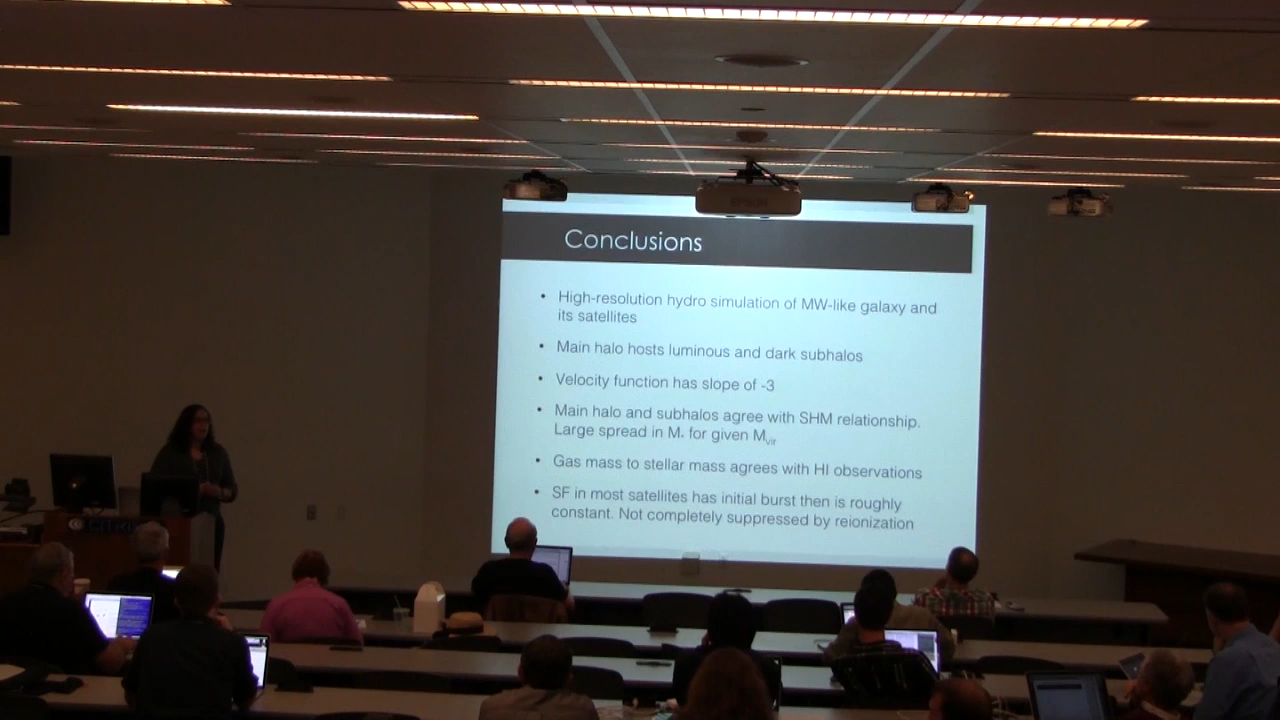 EPSON
Conclusions
• High-resolution hydro simulation of MW-like galaxy and
its satellites
• Main halo hosts luminous and dark subhalos
• Velocity function has slope of -3
• Main halo and subhalos agree with SHM relationship.
Large spread in M* for given Mvir
• Gas mass to stellar mass agrees with HI observations
• SF in most satellites has initial burst then is roughly
constant. Not completely suppressed by reionization